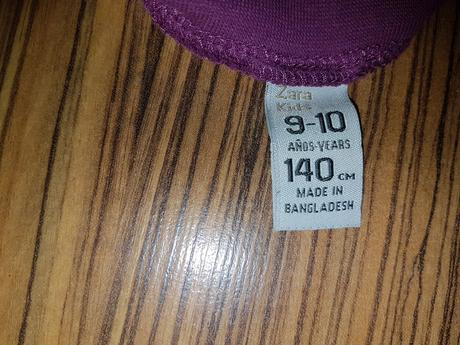 Zara
Kids
9-10
AÑOS-YEARS
140 CM
MADE IN
BANGLADESH